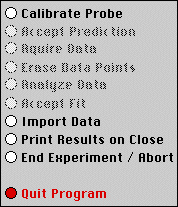 Calibrate Probe
Accept Prediction
Aquire Data
Erase Data Points
Analyze Data
Accept Fit
Import Data
Print Results on Close
End Experiment / Abort
Quit Program